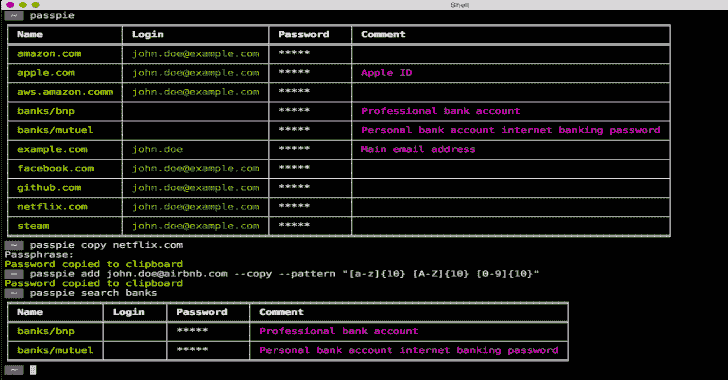 Shell
~ passpie
Name Login Password Comment
amazon.com john.doe@example.com *****
apple.com john.doe@example.com ***** Apple ID
aws.amazon.comm john.doe@example.com *****
banks/bnp ***** Professional bank account
banks/mutuel ***** Personal bank account internet banking password
example.com john.doe ***** Main email address
facebook.com john.doe@example.com *****
github.com john.doe@example.com *****
netflix.com john.doe@example.com *****
steam john.doe@example.com *****
~ passpie copy netflix.com
Passphrase:
Password copied to clipboard
~ passpie add john.doe@airbnb.com --copy --pattern "[a-z]{10} [A-Z]{10} [0-9]{10}"
Password copied to clipboard
~ passpie search banks
Name Login Password Comment
banks/bnp ***** Professional bank account
banks/mutuel ***** Personal bank account internet banking password
~